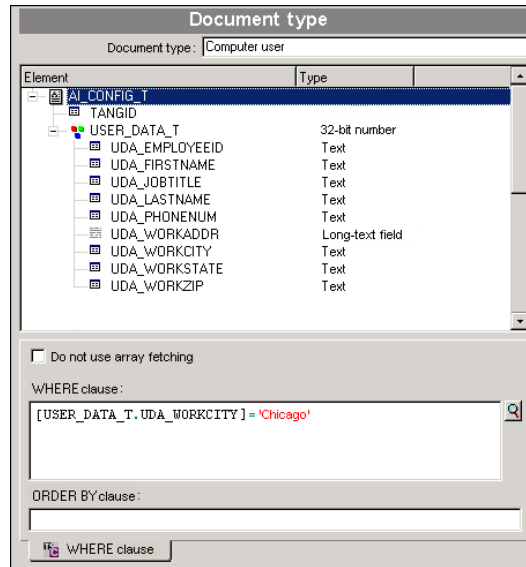 Document type
Document type: Computer user
Element Type
AI_CONFIG_T
TANGID
USER_DATA_T 32-bit number
UDA_EMPLOYEEID Text
UDA_FIRSTNAME Text
UDA_JOBTITLE Text
UDA_LASTNAME Text
UDA_PHONENUM Text
UDA_WORKADDR Long-text field
UDA_WORKCITY Text
UDA_WORKSTATE Text
UDA_WORKZIP Text
Do not use array fetching
WHERE clause:
[USER_DATA_T.UDA_WORKCITY]='Chicago'
ORDER BY clause:
WHERE clause